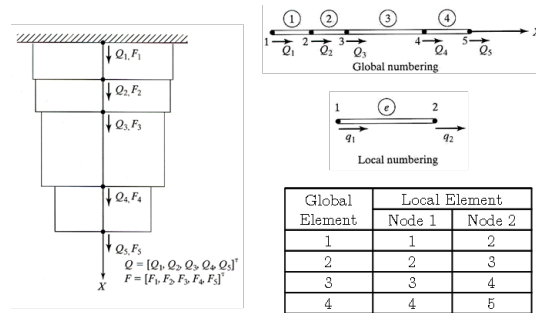 Q₁, F₁
Q₂, F₂
Q₃, F₃
Q₄, F₄
Q₅, F₅
Q = [Q₁, Q₂, Q₃, Q₄, Q₅]ᵀ
F = [F₁, F₂, F₃, F₄, F₅]ᵀ
X
1 2 3 4
1 2 3 4 5 X
Q₁ Q₂ Q₃ Q₄ Q₅
Global numbering
1 e 2
q₁ q₂
Local numbering
Global Element Local Element
Node 1 Node 2
1 1 2
2 2 3
3 3 4
4 4 5